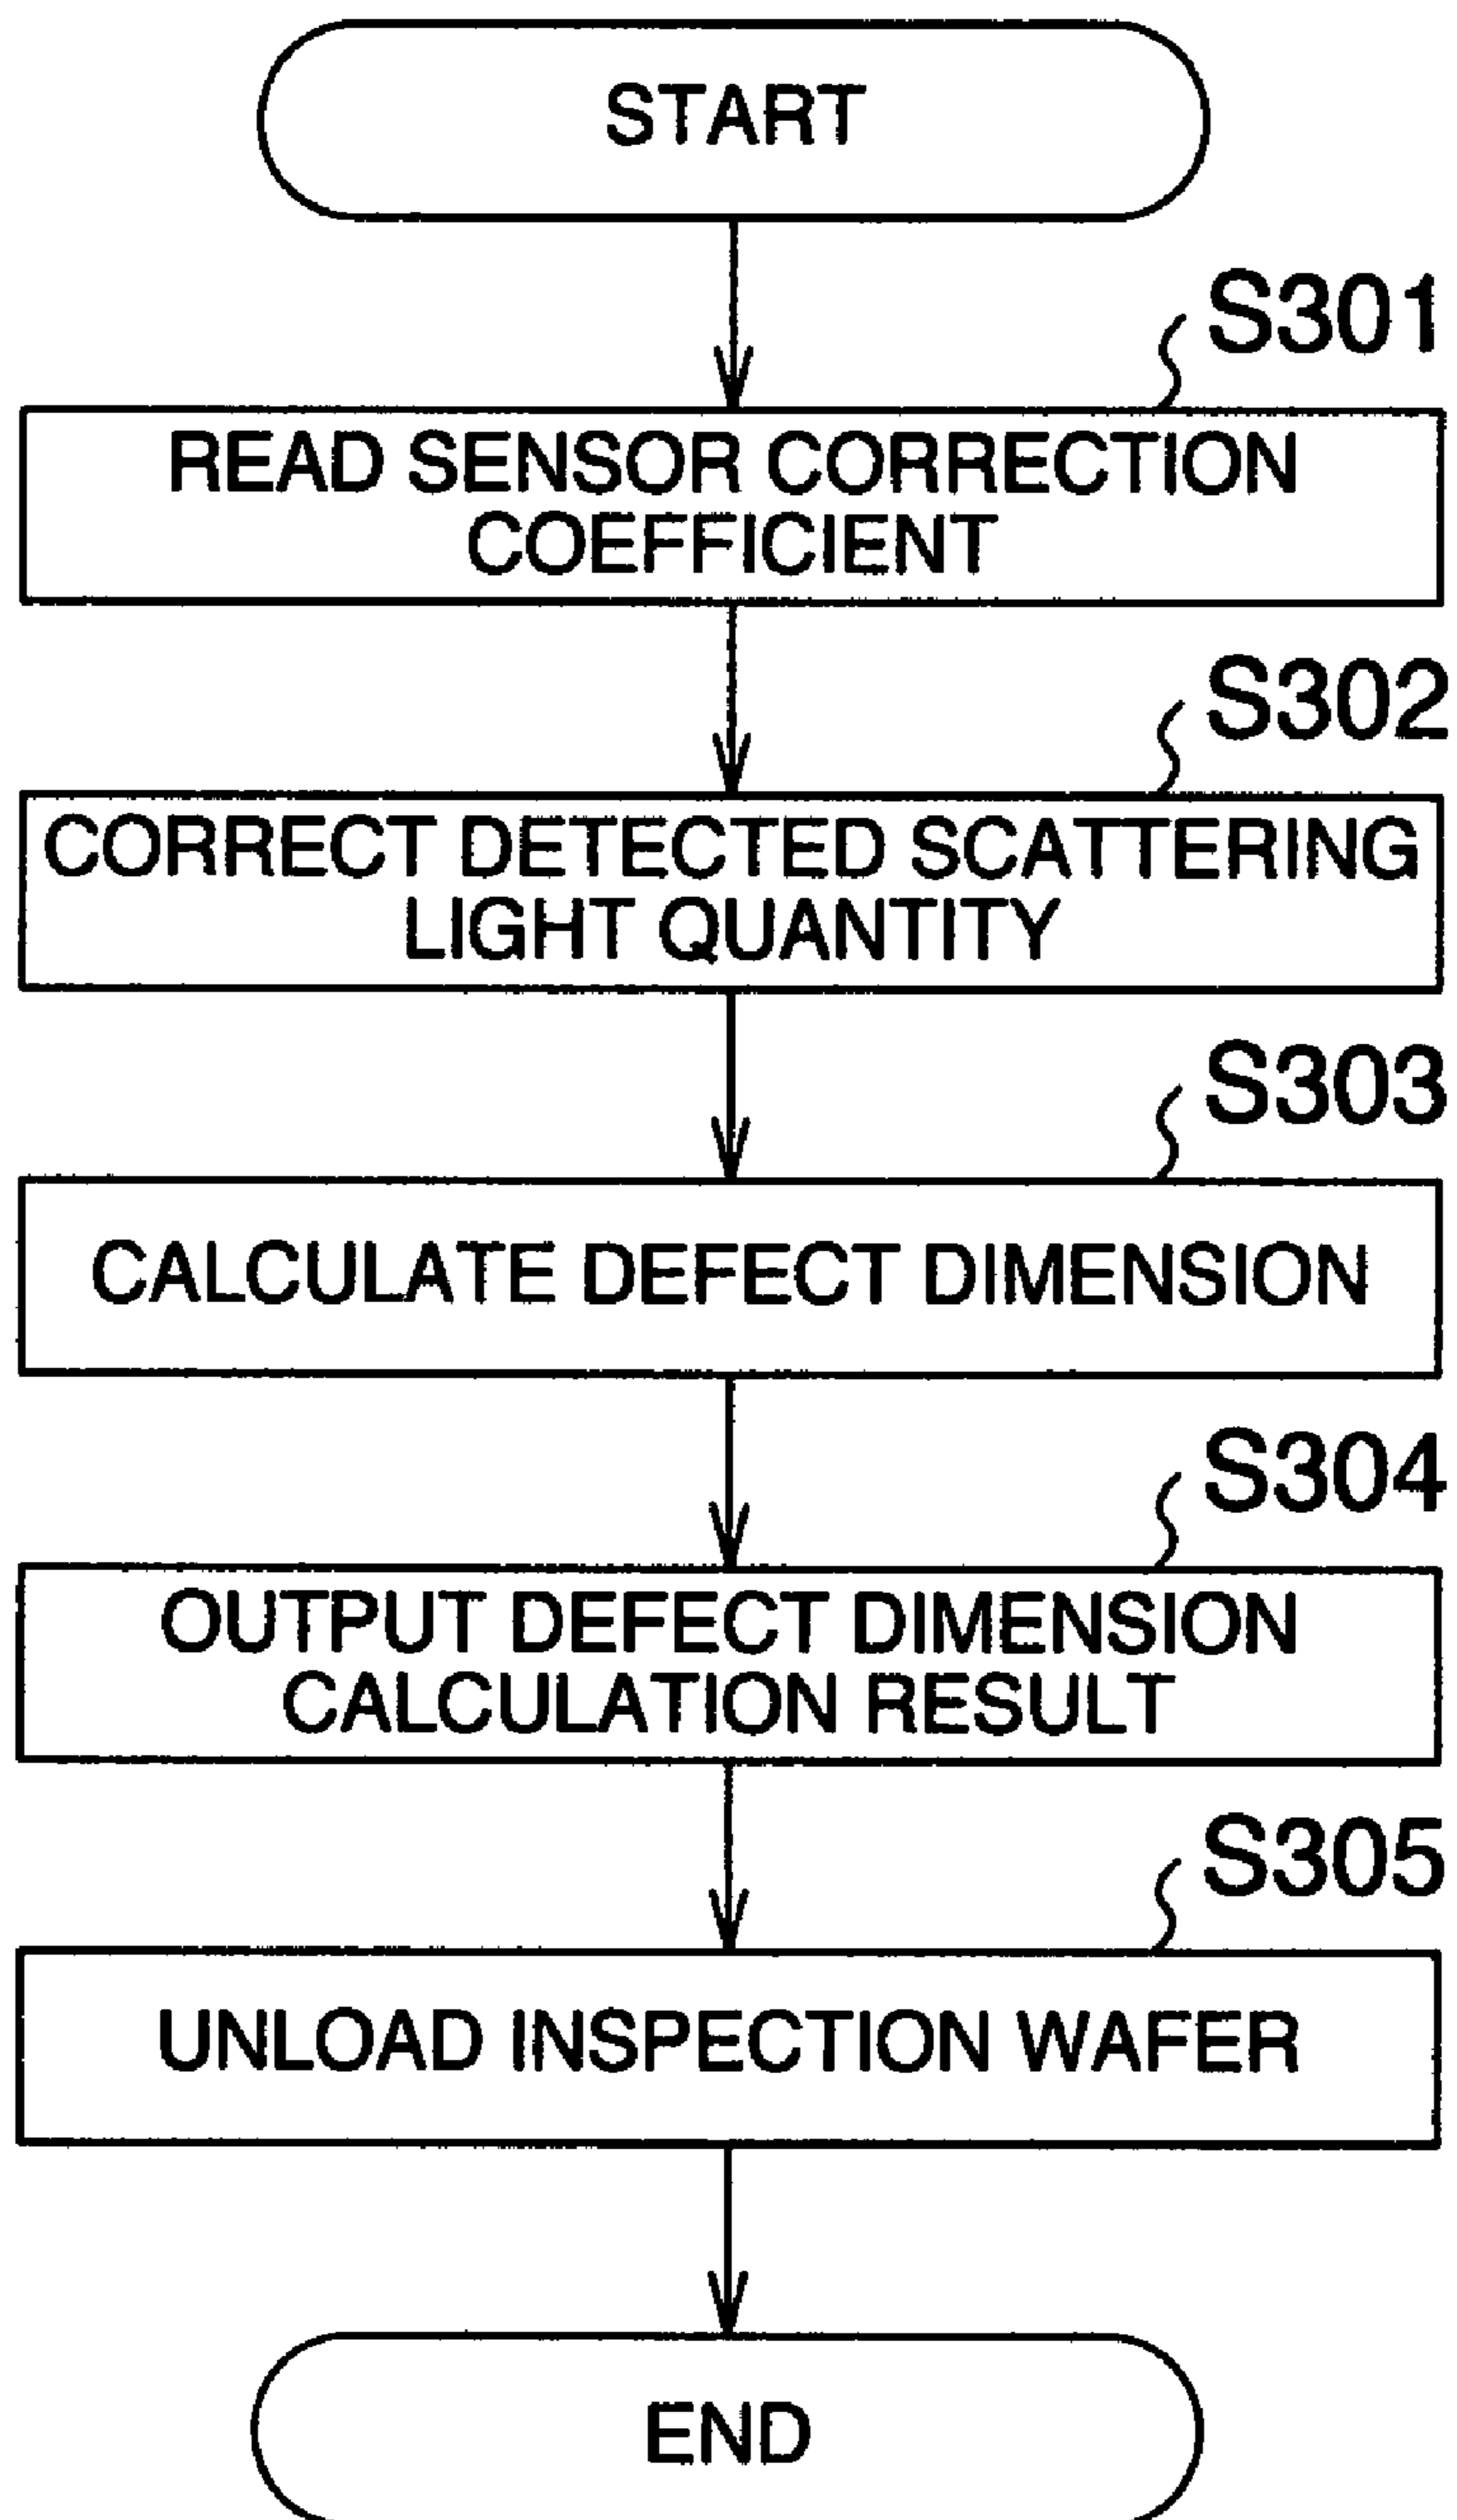 START
S301
READ SENSOR CORRECTION
COEFFICIENT
S302
CORRECT DETECTED SCATTERING
LIGHT QUANTITY
S303
CALCULATE DEFECT DIMENSION
S304
OUTPUT DEFECT DIMENSION
CALCULATION RESULT
S305
UNLOAD INSPECTION WAFER
END